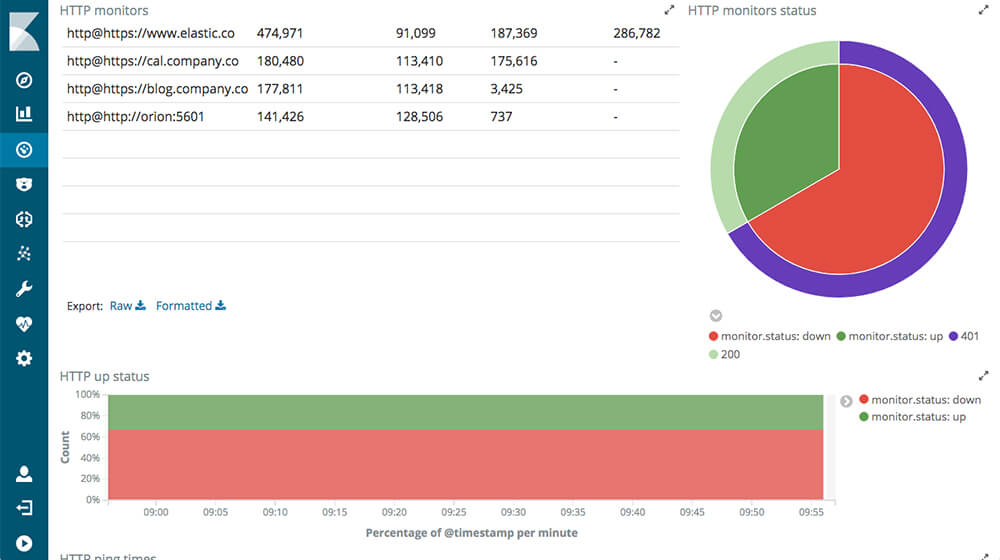 HTTP monitors
http@https://www.elastic.co 474,971 91,099 187,369 286,782
http@https://cal.company.co 180,480 113,410 175,616 -
http@https://blog.company.co 177,811 113,418 3,425 -
http@http://orion:5601 141,426 128,506 737 -
Export: Raw Formatted
HTTP monitors status
monitor.status: down monitor.status: up 401
200
HTTP up status
100%
80%
60%
40%
20%
0%
Count
09:00 09:05 09:10 09:15 09:20 09:25 09:30 09:35 09:40 09:45 09:50 09:55
Percentage of @timestamp per minute
monitor.status: down
monitor.status: up
HTTP ping times